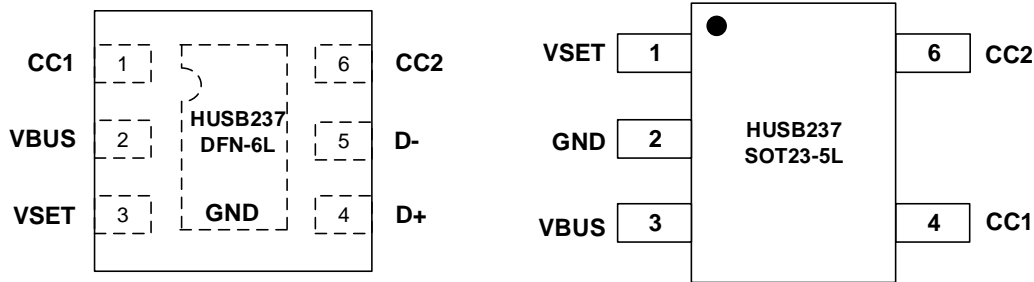 CC1 1 6 CC2
VBUS 2 HUSB237 DFN-6L 5 D-
VSET 3 GND 4 D+
VSET 1 6 CC2
GND 2 HUSB237 SOT23-5L
VBUS 3 4 CC1